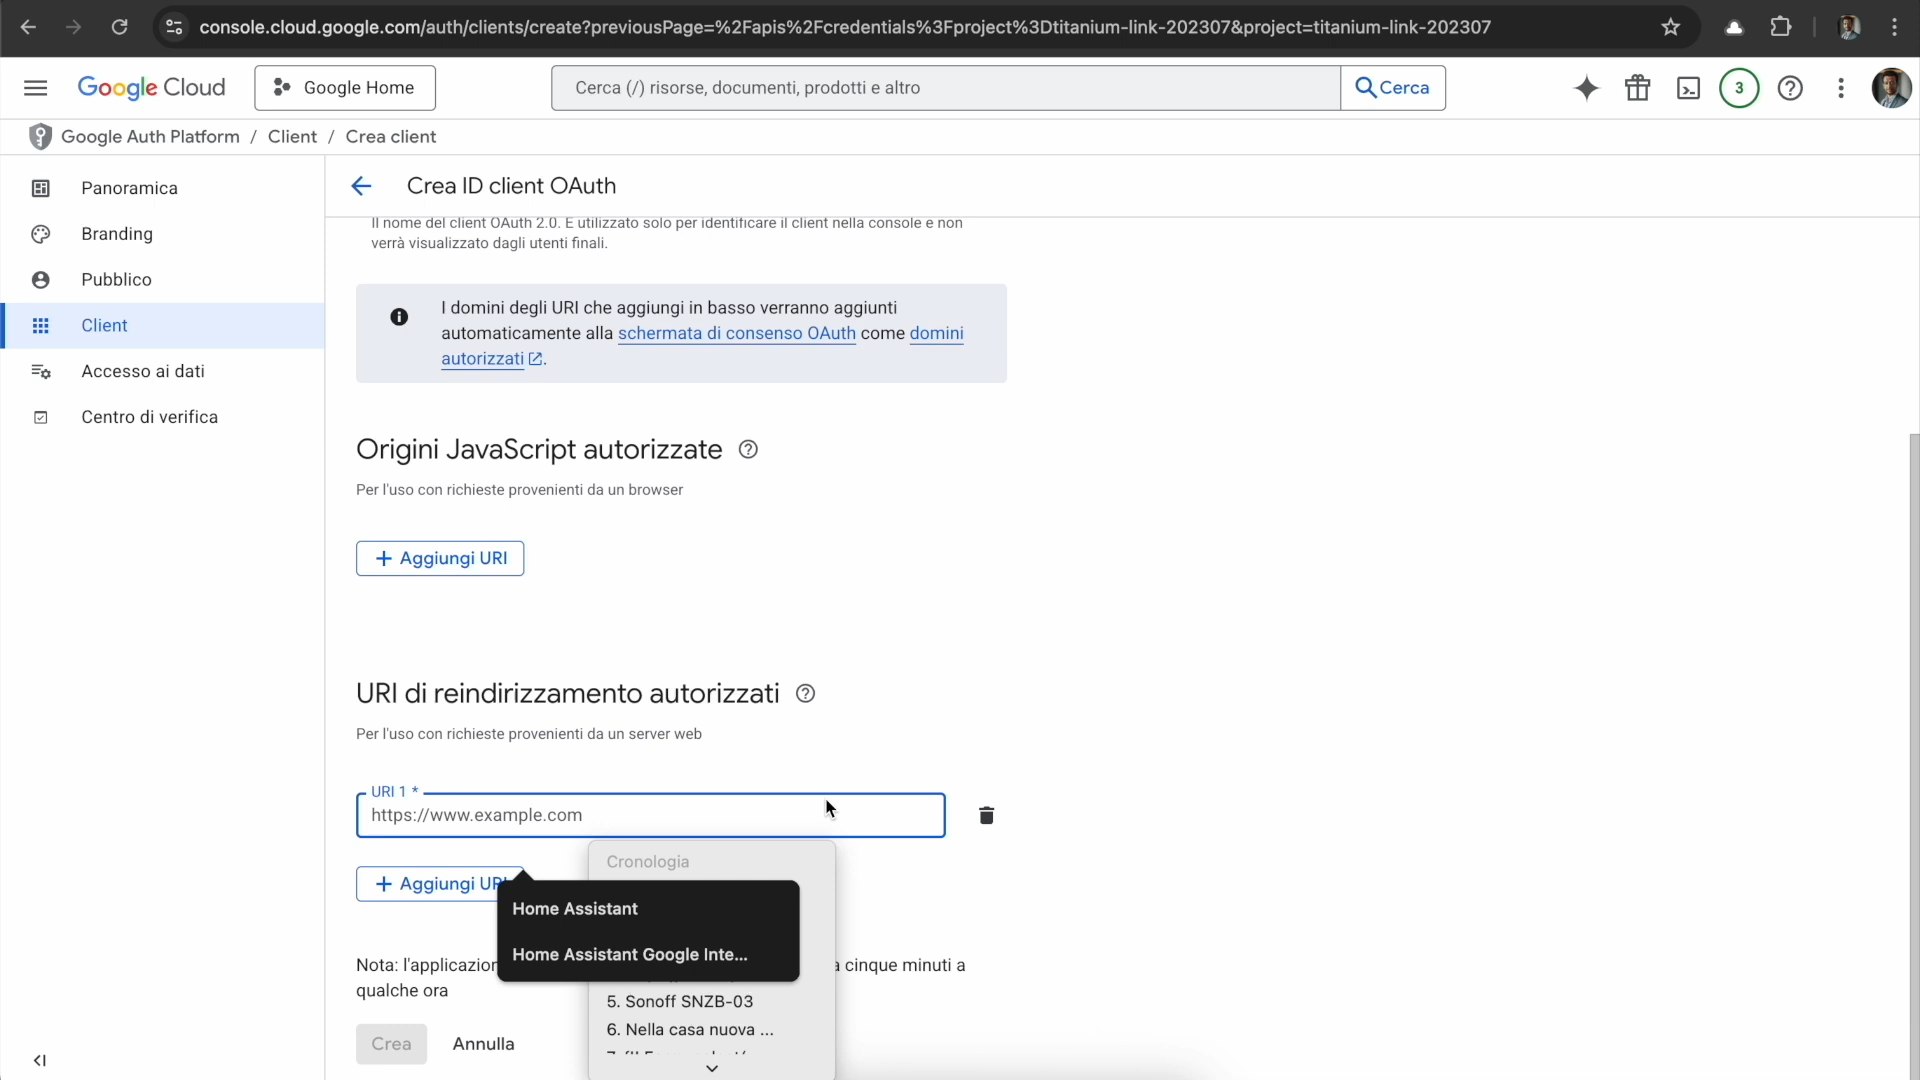 console.cloud.google.com/auth/clients/create?previousPage=%2Fapis%2Fcredentials%3Fproject%3Dtitanium-link-202307&project=titanium-link-202307
Google Cloud
Google Home
Cerca (/) risorse, documenti, prodotti e altro
Cerca
3
Google Auth Platform / Client / Crea client
Panoramica
Branding
Pubblico
Client
Accesso ai dati
Centro di verifica
Crea ID client OAuth
Il nome del client OAuth 2.0. È utilizzato solo per identificare il client nella console e non
verrà visualizzato dagli utenti finali.
I domini degli URI che aggiungi in basso verranno aggiunti
automaticamente alla schermata di consenso OAuth come domini
autorizzati.
Origini JavaScript autorizzate
Per l'uso con richieste provenienti da un browser
+ Aggiungi URI
URI di reindirizzamento autorizzati
Per l'uso con richieste provenienti da un server web
URI 1 *
https://www.example.com
Cronologia
+ Aggiungi
Home Assistant
Home Assistant Google Inte...
Nota: cinque minuti a
qualche ora
5. Sonoff SNZB-03
6. Nella casa nuova ...
Crea
Annulla